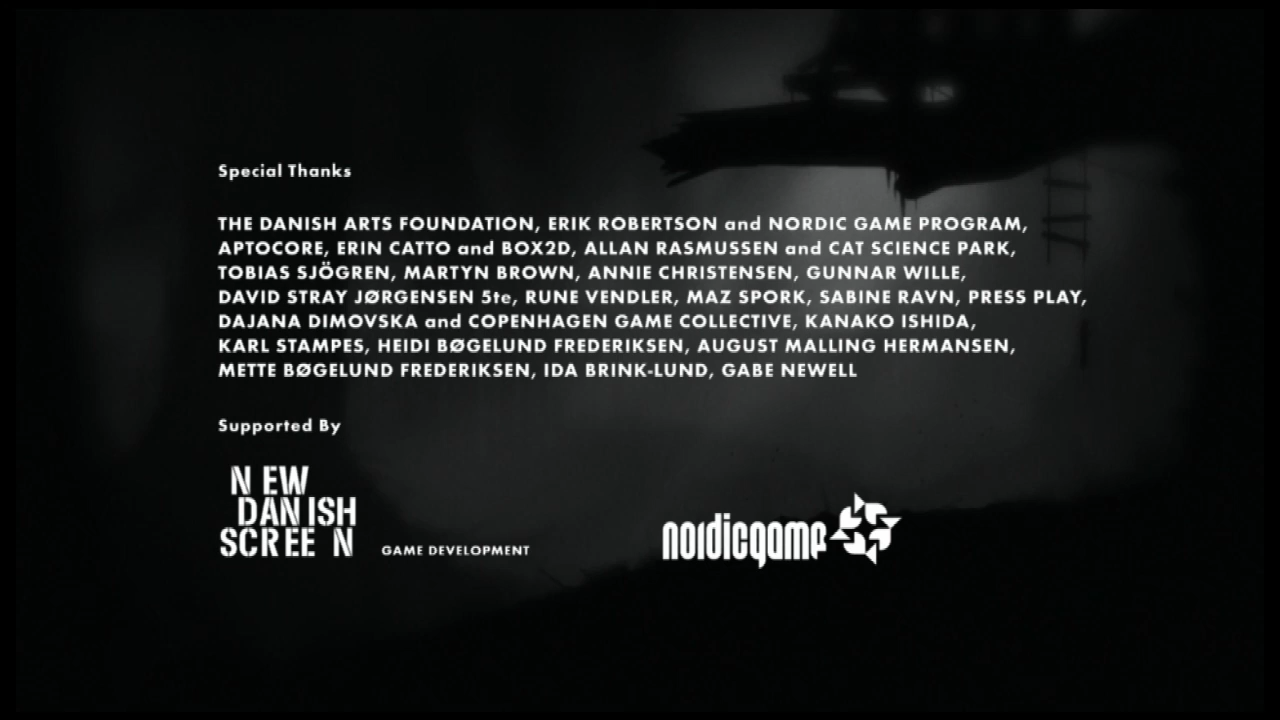 Special Thanks
THE DANISH ARTS FOUNDATION, ERIK ROBERTSON and NORDIC GAME PROGRAM,
APTOCORE, ERIN CATTO and BOX2D, ALLAN RASMUSSEN and CAT SCIENCE PARK,
TOBIAS SJÖGREN, MARTYN BROWN, ANNIE CHRISTENSEN, GUNNAR WILLE,
DAVID STRAY JØRGENSEN 5te, RUNE VENDLER, MAZ SPORK, SABINE RAVN, PRESS PLAY,
DAJANA DIMOVSKA and COPENHAGEN GAME COLLECTIVE, KANAKO ISHIDA,
KARL STAMPES, HEIDI BØGELUND FREDERIKSEN, AUGUST MALLING HERMANSEN,
METTE BØGELUND FREDERIKSEN, IDA BRINK-LUND, GABE NEWELL
Supported By
NEW
DANISH
SCREEN
GAME DEVELOPMENT
nordicgame